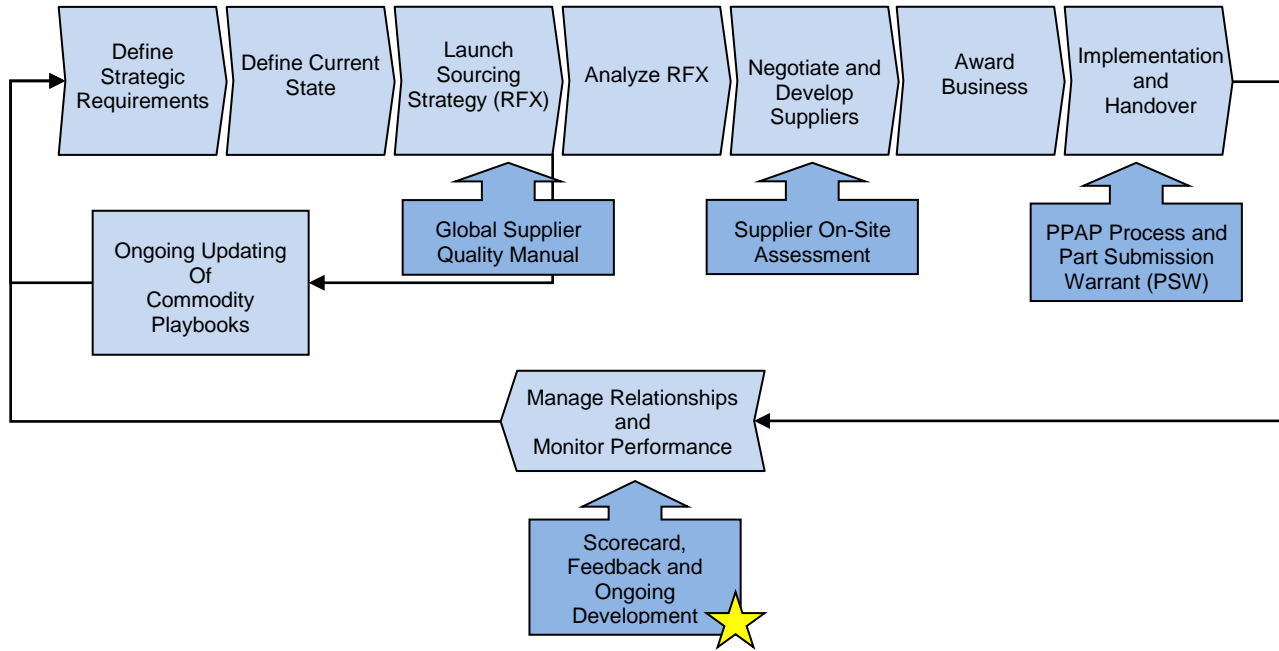 Define
Strategic
Requirements
Define Current
State
Launch
Sourcing
Strategy (RFX)
Analyze RFX
Negotiate and
Develop
Suppliers
Award
Business
Implementation
and
Handover
Global Supplier
Quality Manual
Supplier On-Site
Assessment
PPAP Process and
Part Submission
Warrant (PSW)
Ongoing Updating
Of
Commodity
Playbooks
Manage Relationships
and
Monitor Performance
Scorecard,
Feedback and
Ongoing
Development